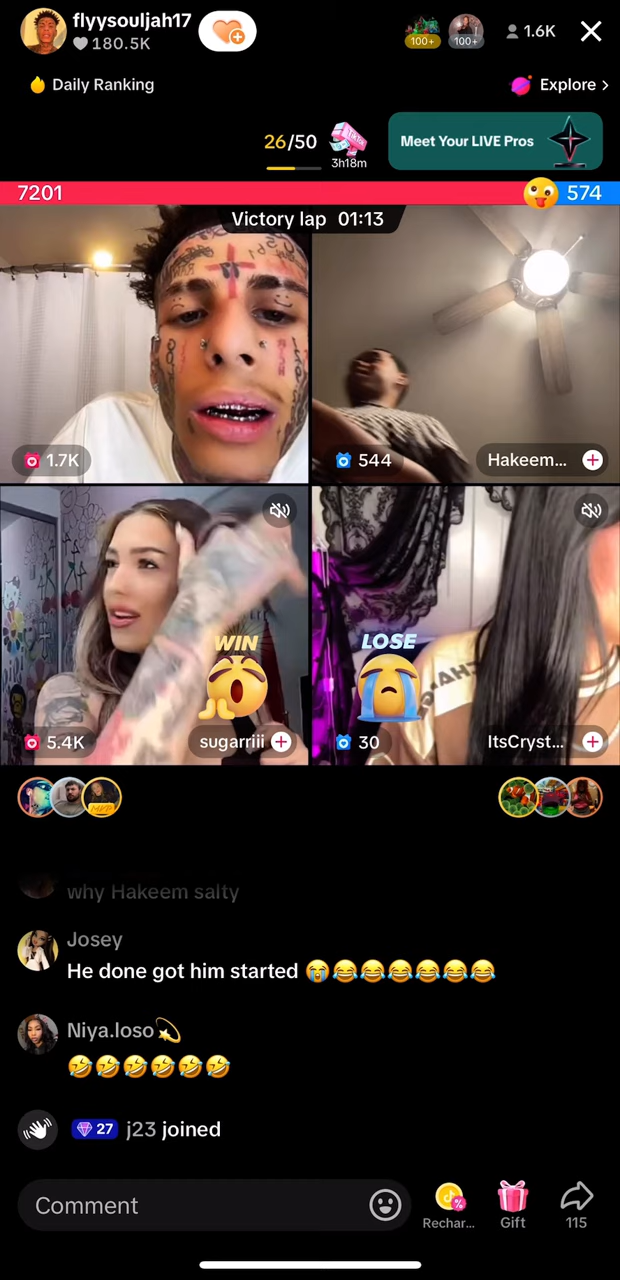 flyysouljah17
180.5K
100+
100+
1.6K
Daily Ranking
Explore
26/50
3h18m
Meet Your LIVE Pros
7201
574
Victory lap 01:13
1.7K
544
Hakeem...
WIN
LOSE
5.4K
sugarriii
30
ItsCryst...
why Hakeem salty
Josey
He done got him started 😭😂😂😂😂😂😂
Niya.loso💫
🤣🤣🤣🤣🤣🤣
27 j23 joined
Comment
Rechar...
Gift
115